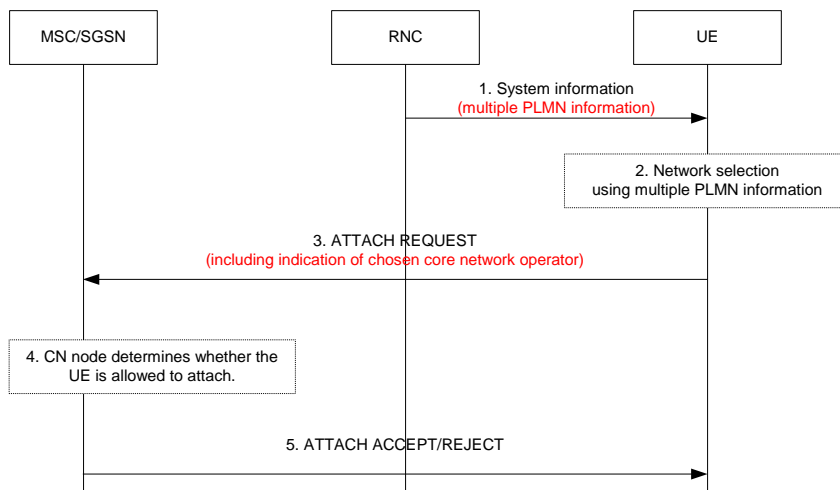 MSC/SGSN
RNC
UE
1. System information
(multiple PLMN information)
2. Network selection
using multiple PLMN information
3. ATTACH REQUEST
(including indication of chosen core network operator)
4. CN node determines whether the
UE is allowed to attach.
5. ATTACH ACCEPT/REJECT